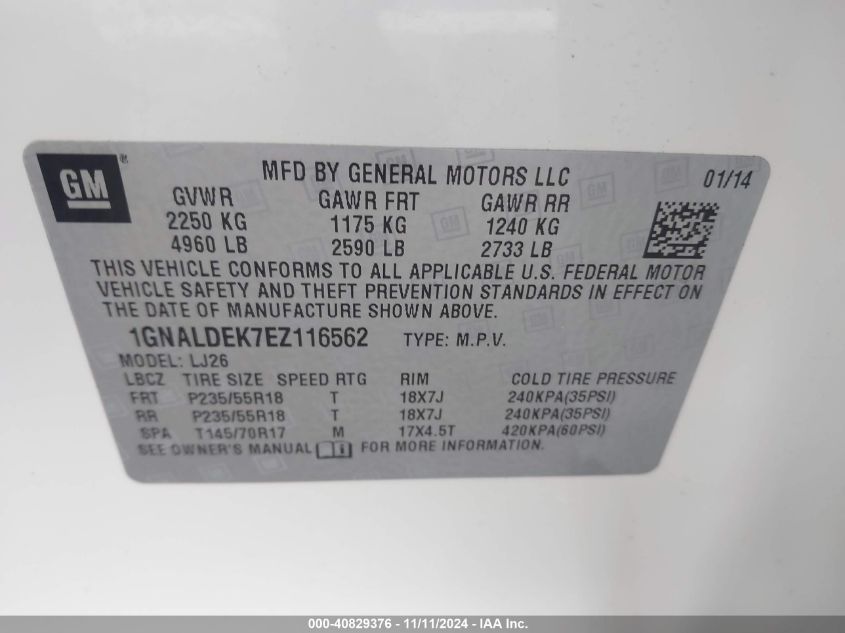 GM®
MFD BY GENERAL MOTORS LLC 01/14
GVWR GAWR FRT GAWR RR
2250 KG 1175 KG 1240 KG
4960 LB 2590 LB 2733 LB
THIS VEHICLE CONFORMS TO ALL APPLICABLE U.S. FEDERAL MOTOR
VEHICLE SAFETY AND THEFT PREVENTION STANDARDS IN EFFECT ON
THE DATE OF MANUFACTURE SHOWN ABOVE.
1GNALDEK7EZ116562 TYPE: M.P.V.
MODEL: LJ26
LBCZ TIRE SIZE SPEED RTG RIM COLD TIRE PRESSURE
FRT P235/55R18 T 18X7J 240KPA(35PSI)
RR P235/55R18 T 18X7J 240KPA(35PSI)
SPA T145/70R17 M 17X4.5T 420KPA(60PSI)
SEE OWNER'S MANUAL FOR MORE INFORMATION.
000-40829376 - 11/11/2024 - IAA Inc.